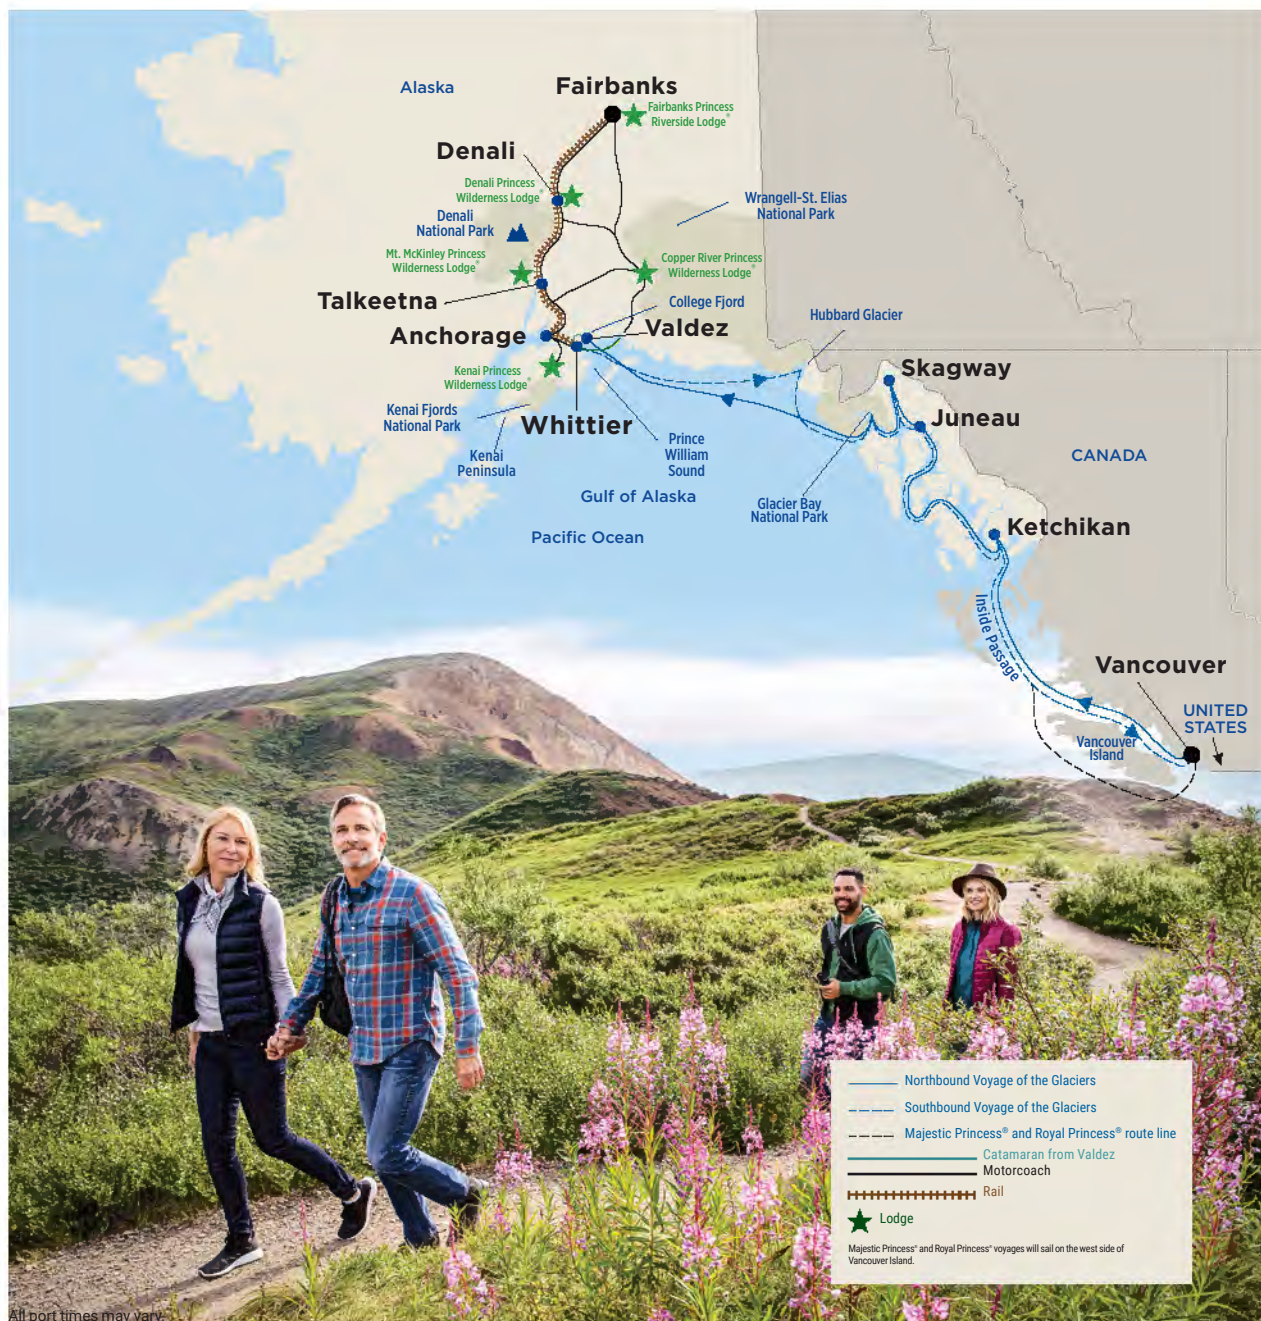 Alaska
Fairbanks
Fairbanks Princess
Riverside Lodge®
Denali
Denali Princess
Wilderness Lodge®
Denali
National Park
Wrangell-St. Elias
National Park
Mt. McKinley Princess
Wilderness Lodge®
Copper River Princess
Wilderness Lodge®
Talkeetna
College Fjord
Hubbard Glacier
Anchorage
Valdez
Skagway
Kenai Princess
Wilderness Lodge®
Kenai Fjords
National Park
Whittier
Juneau
Kenai
Peninsula
Prince
William
Sound
CANADA
Gulf of Alaska
Glacier Bay
National Park
Pacific Ocean
Ketchikan
Inside Passage
Vancouver
UNITED
STATES
Vancouver
Island
Northbound Voyage of the Glaciers
Southbound Voyage of the Glaciers
Majestic Princess® and Royal Princess® route line
Catamaran from Valdez
Motorcoach
Rail
Lodge
Majestic Princess® and Royal Princess® voyages will sail on the west side of
Vancouver Island.
All port times may vary.